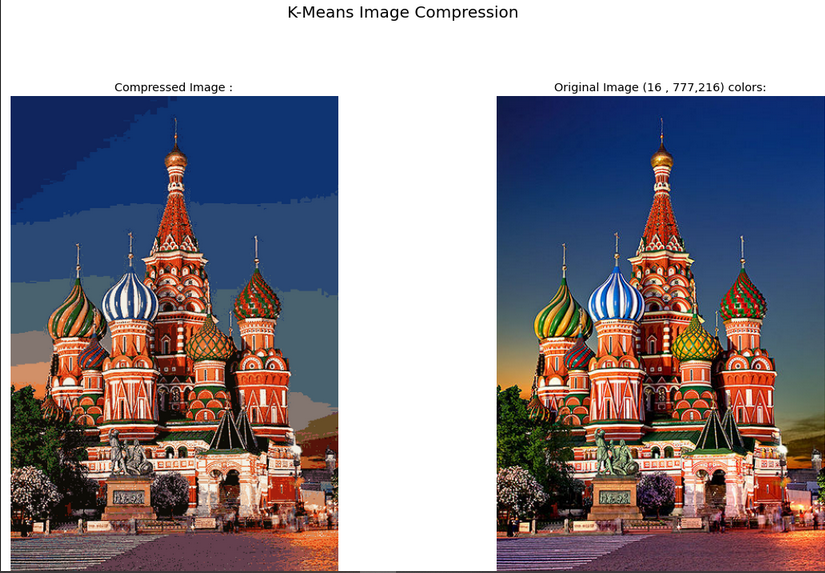 K-Means Image Compression
Compressed Image :
Original Image (16 , 777,216) colors: